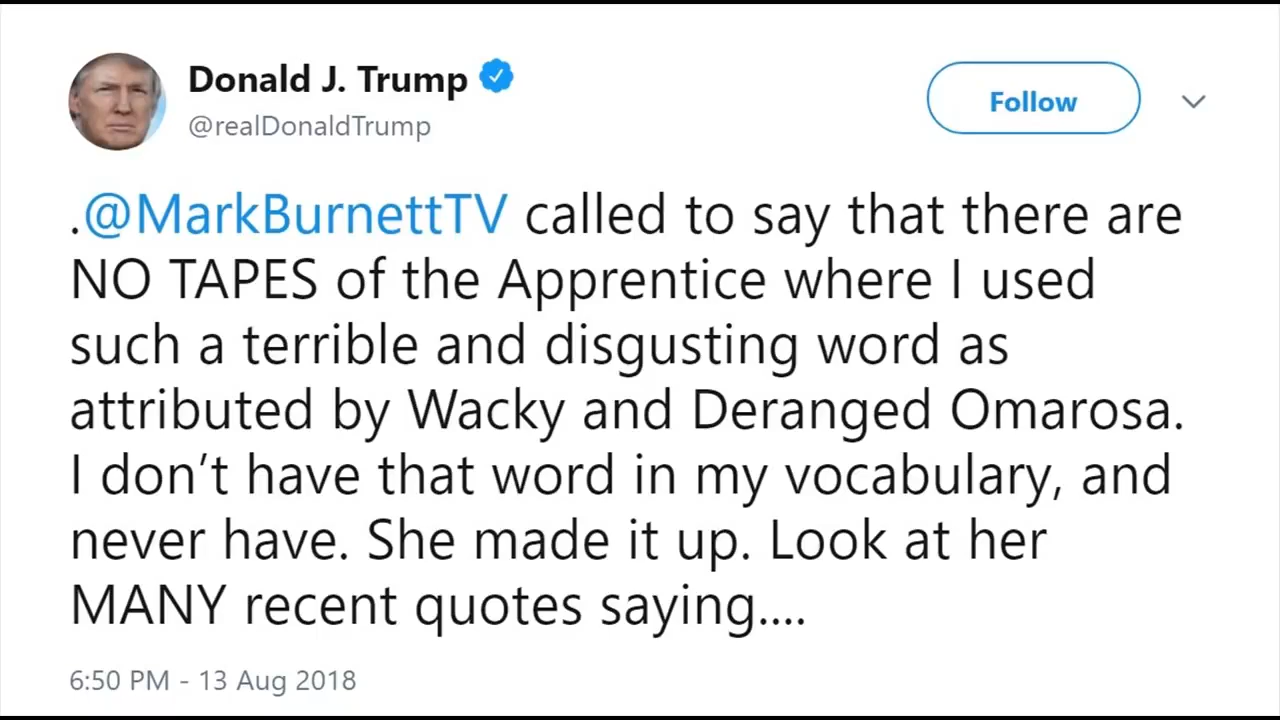 Donald J. Trump
@realDonaldTrump
Follow
.@MarkBurnettTV called to say that there are
NO TAPES of the Apprentice where I used
such a terrible and disgusting word as
attributed by Wacky and Deranged Omarosa.
I don’t have that word in my vocabulary, and
never have. She made it up. Look at her
MANY recent quotes saying....
6:50 PM - 13 Aug 2018